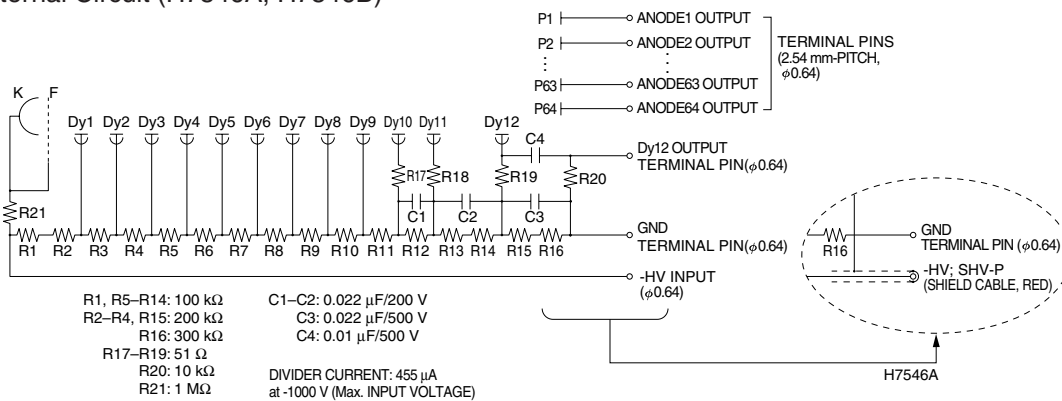 ternal Circuit (H7546A, H7546B)
P1
ANODE1 OUTPUT
P2
ANODE2 OUTPUT
P63
ANODE63 OUTPUT
P64
ANODE64 OUTPUT
TERMINAL PINS
(2.54 mm-PITCH,
φ0.64)
K F
Dy1 Dy2 Dy3 Dy4 Dy5 Dy6 Dy7 Dy8 Dy9 Dy10 Dy11 Dy12
C4
Dy12 OUTPUT
TERMINAL PIN(φ0.64)
R17 R18 R19 R20
R21
C1 C2 C3
R1 R2 R3 R4 R5 R6 R7 R8 R9 R10 R11 R12 R13 R14 R15 R16
GND
TERMINAL PIN(φ0.64)
-HV INPUT
(φ0.64)
R16
GND
TERMINAL PIN (φ0.64)
-HV; SHV-P
(SHIELD CABLE, RED)
H7546A
R1, R5–R14: 100 kΩ
R2–R4, R15: 200 kΩ
R16: 300 kΩ
R17–R19: 51 Ω
R20: 10 kΩ
R21: 1 MΩ
C1–C2: 0.022 μF/200 V
C3: 0.022 μF/500 V
C4: 0.01 μF/500 V
DIVIDER CURRENT: 455 μA
at -1000 V (Max. INPUT VOLTAGE)